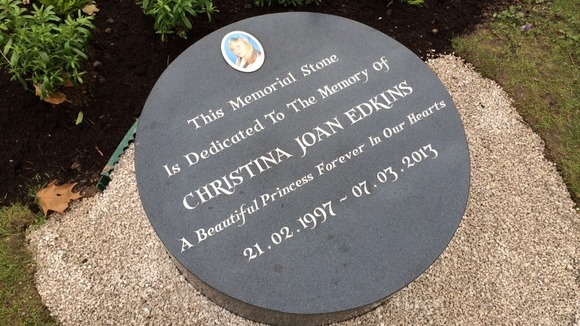 This Memorial Stone
Is Dedicated To The Memory Of
CHRISTINA JOAN EDKINS
A Beautiful Princess Forever In Our Hearts
21.02.1997 ~ 07.03.2013